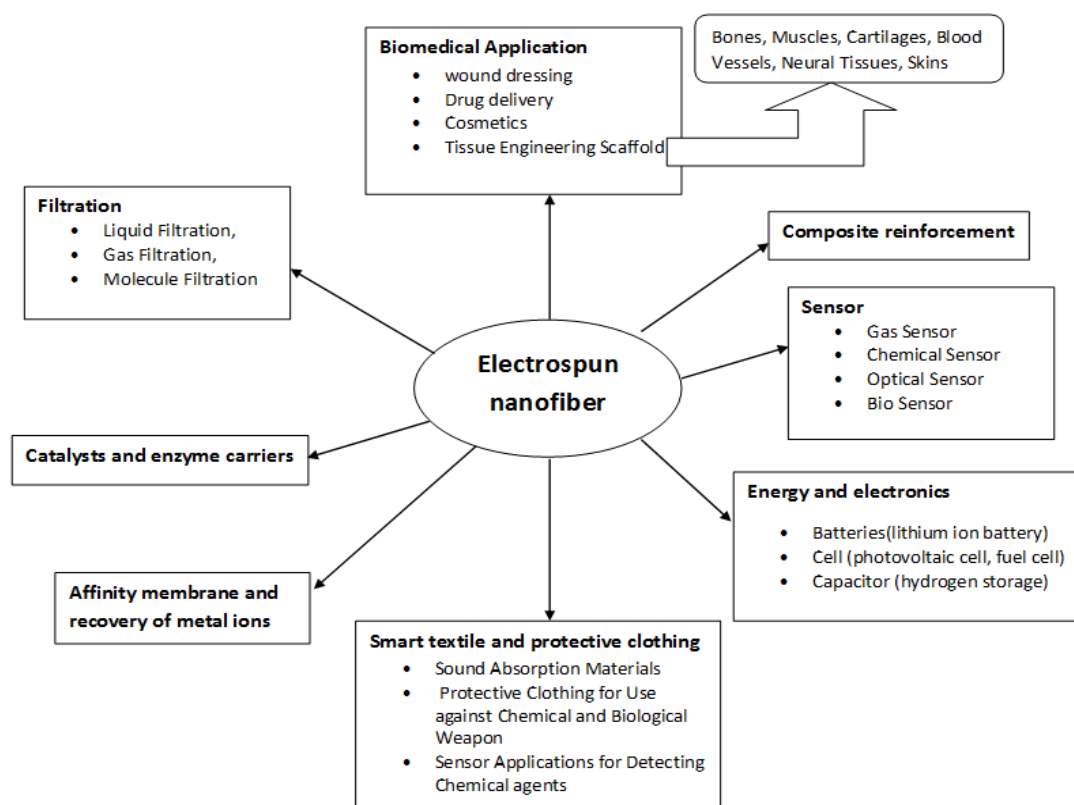 Biomedical Application
• wound dressing
• Drug delivery
• Cosmetics
• Tissue Engineering Scaffold
Bones, Muscles, Cartilages, Blood
Vessels, Neural Tissues, Skins
Filtration
• Liquid Filtration,
• Gas Filtration,
• Molecule Filtration
Composite reinforcement
Sensor
• Gas Sensor
• Chemical Sensor
• Optical Sensor
• Bio Sensor
Electrospun
nanofiber
Catalysts and enzyme carriers
Energy and electronics
• Batteries(lithium ion battery)
• Cell (photovoltaic cell, fuel cell)
• Capacitor (hydrogen storage)
Affinity membrane and
recovery of metal ions
Smart textile and protective clothing
• Sound Absorption Materials
• Protective Clothing for Use
against Chemical and Biological
Weapon
• Sensor Applications for Detecting
Chemical agents